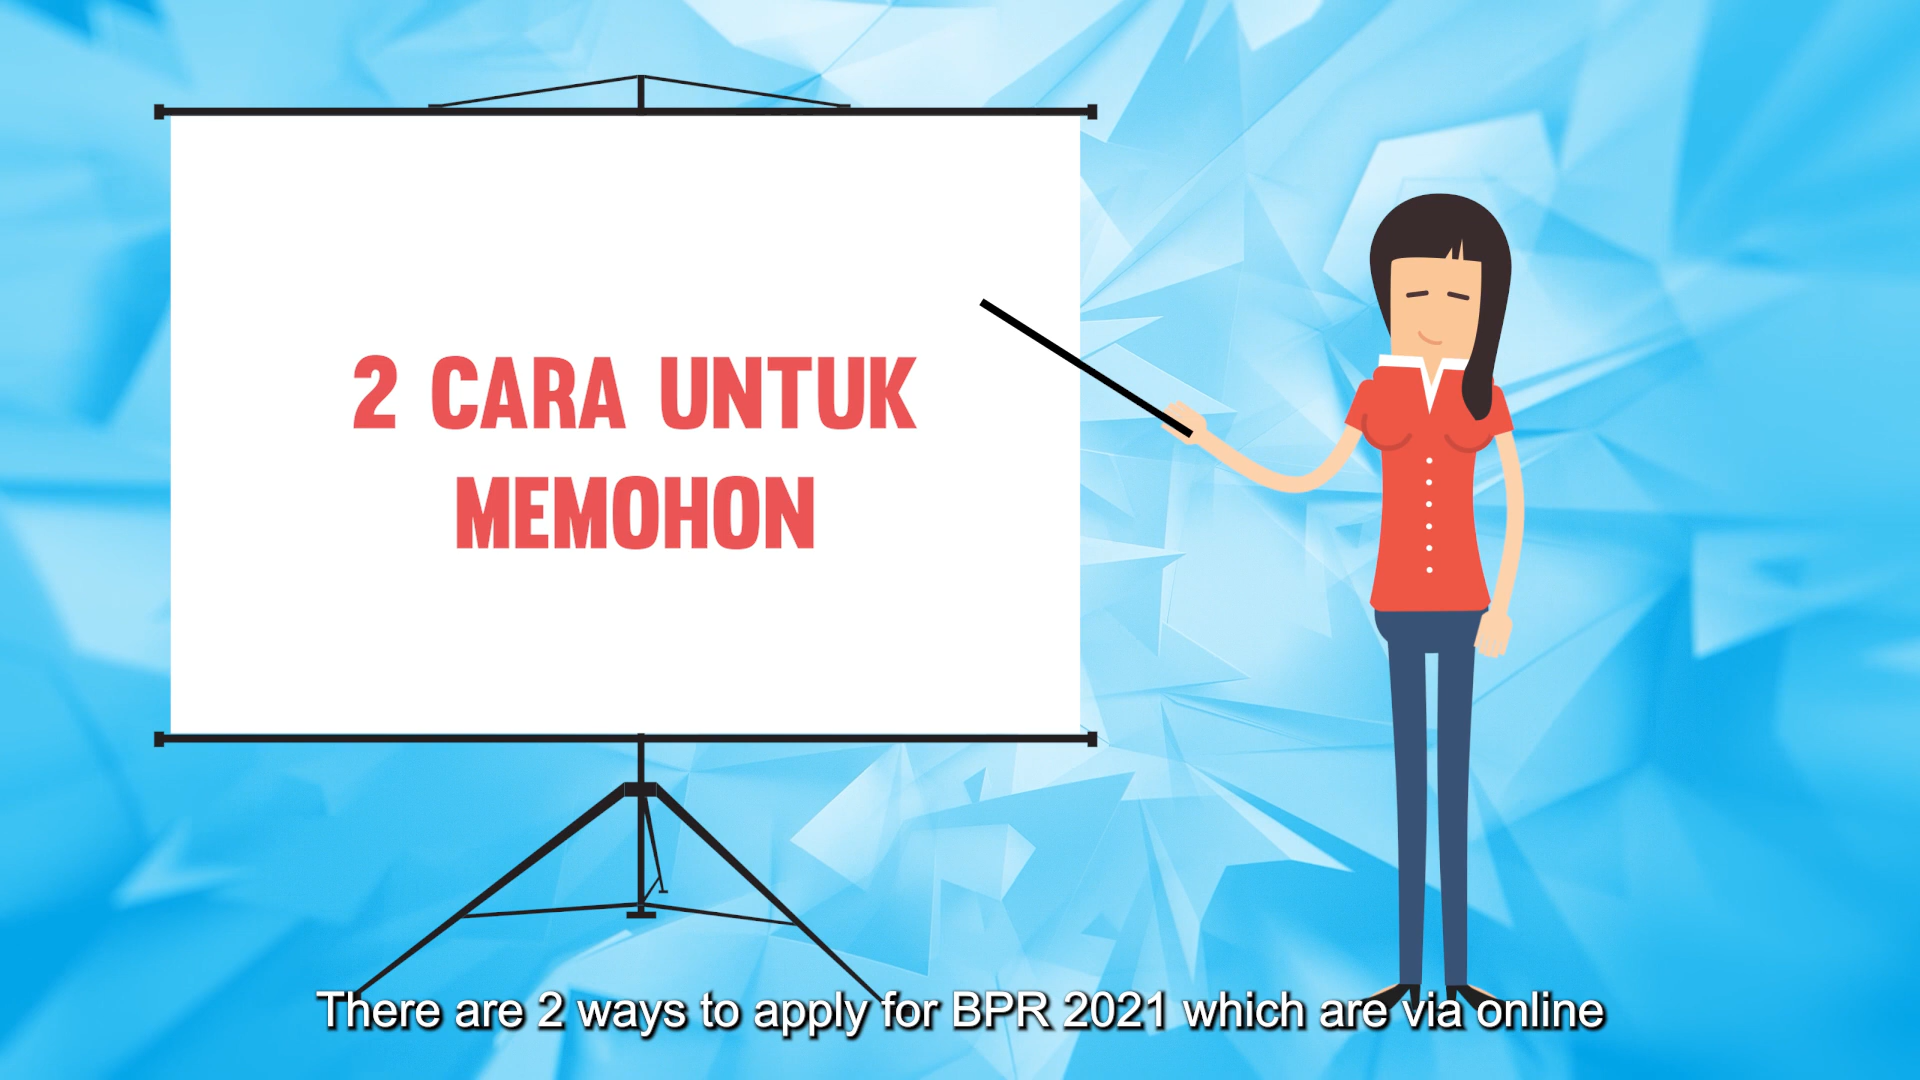 2 CARA UNTUK
MEMOHON
There are 2 ways to apply for BPR 2021 which are via online